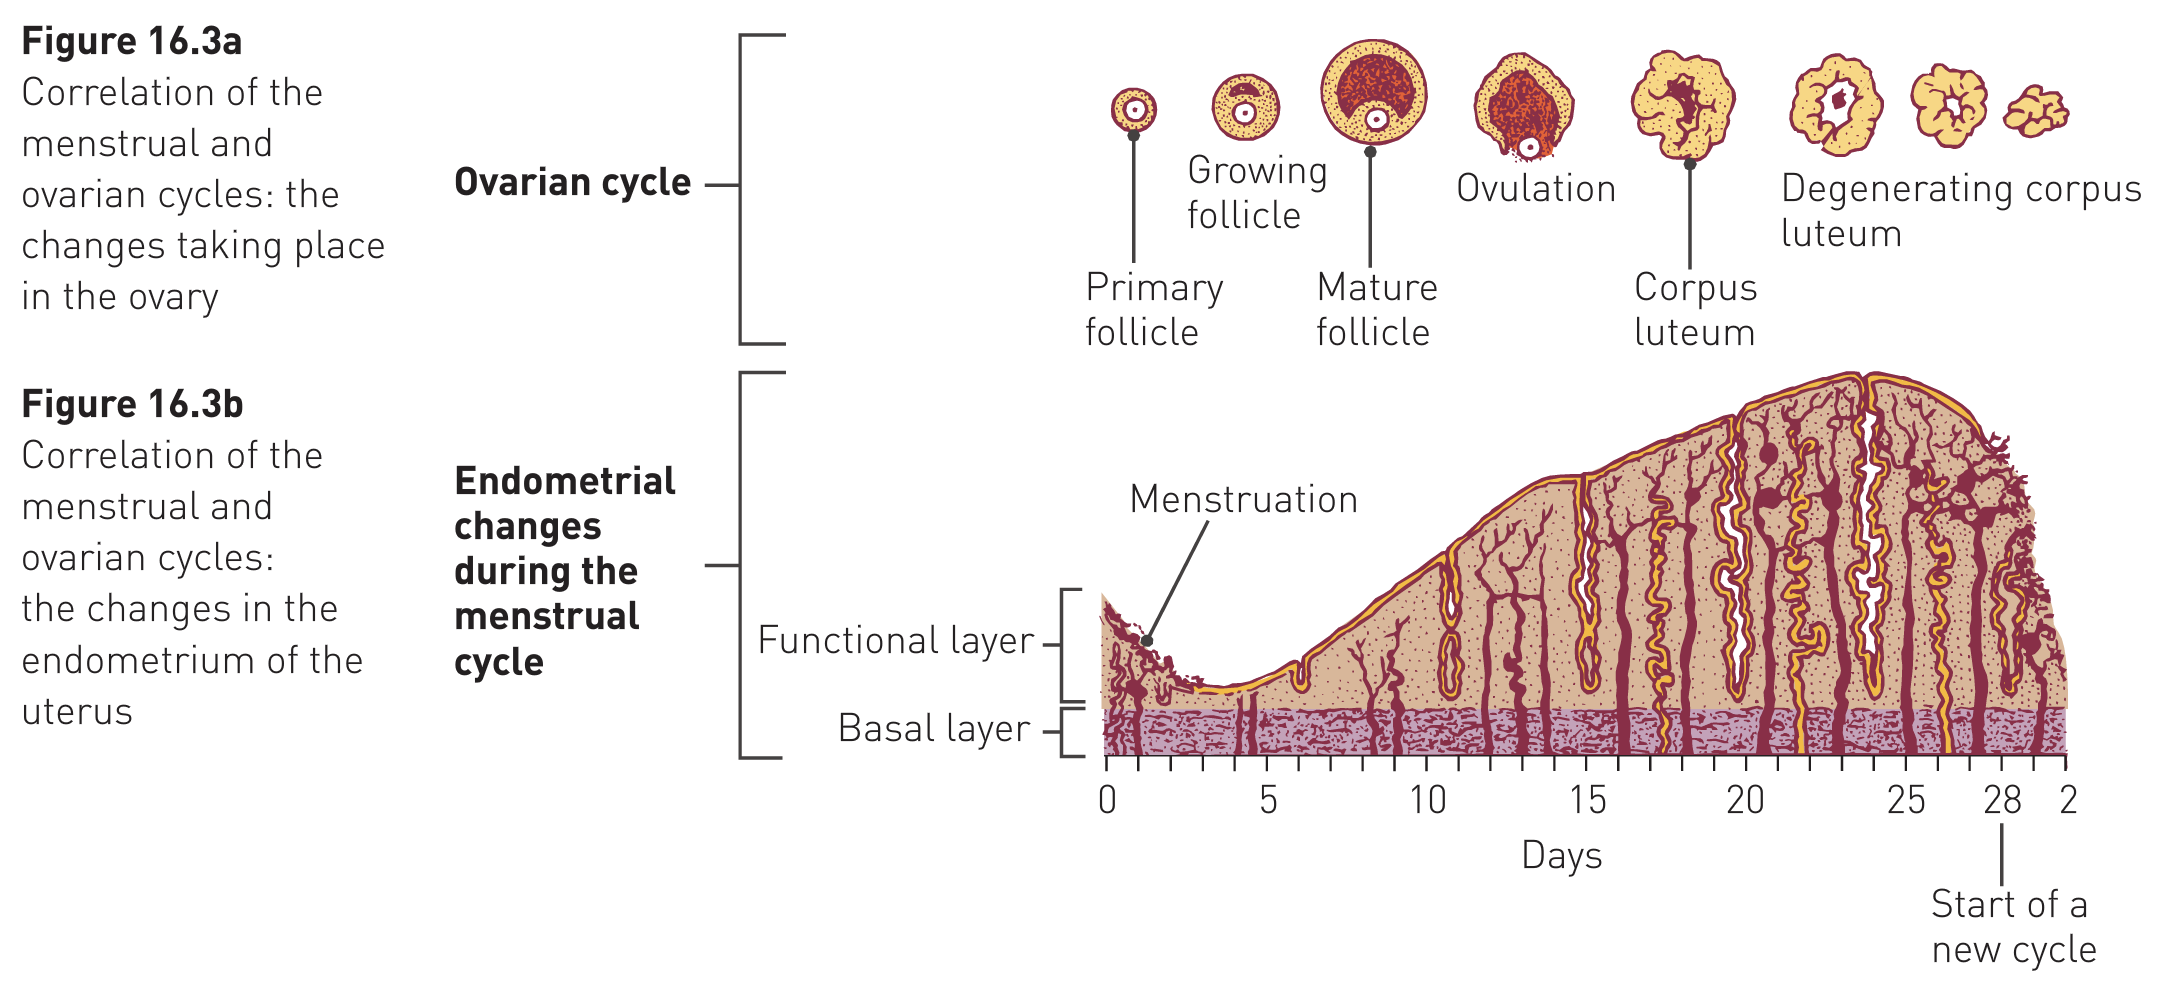 Figure 16.3a
Correlation of the
menstrual and
ovarian cycles: the
changes taking place
in the ovary
Ovarian cycle
Growing
follicle
Ovulation
Degenerating corpus
luteum
Primary
follicle
Mature
follicle
Corpus
luteum
Figure 16.3b
Correlation of the
menstrual and
ovarian cycles:
the changes in the
endometrium of the
uterus
Endometrial
changes
during the
menstrual
cycle
Menstruation
Functional layer
Basal layer
0 5 10 15 20 25 28 2
Days
Start of a
new cycle